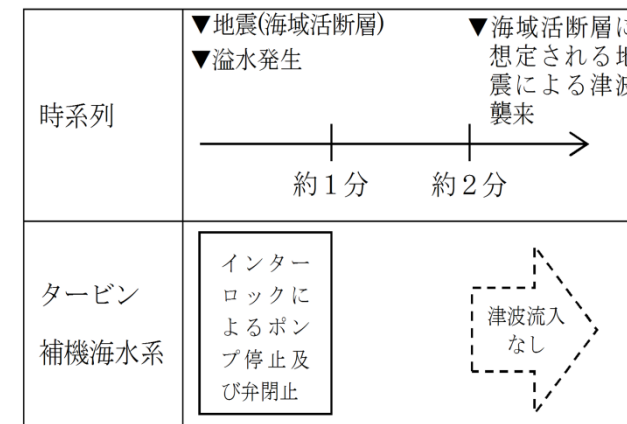 時系列
▼地震(海域活断層)
▼溢水発生
▼海域活断層に
想定される地
震による津波
襲来
約1分
約2分
タービン
補機海水系
インター
ロックに
よるポン
プ停止及
び弁閉止
津波流入
なし